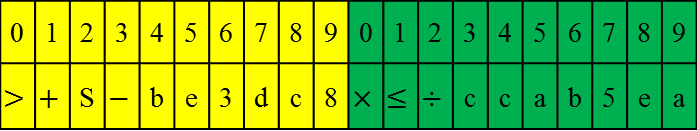 0 1 2 3 4 5 6 7 8 9 0 1 2 3 4 5 6 7 8 9
> + S − b e 3 d c 8 × ≤ ÷ c c a b 5 e a